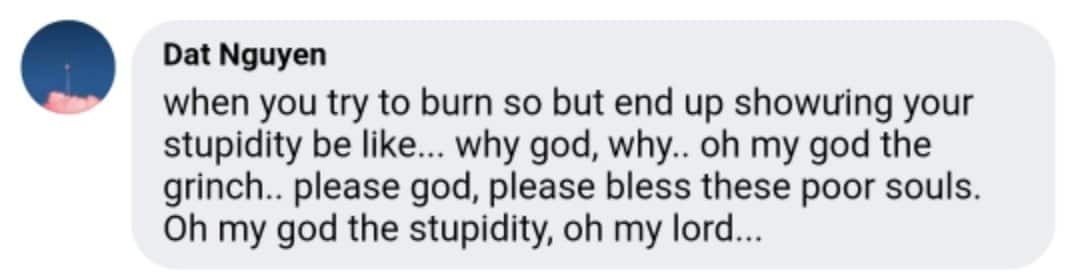 Dat Nguyen
when you try to burn so but end up showuring your
stupidity be like... why god, why.. oh my god the
grinch.. please god, please bless these poor souls.
Oh my god the stupidity, oh my lord...